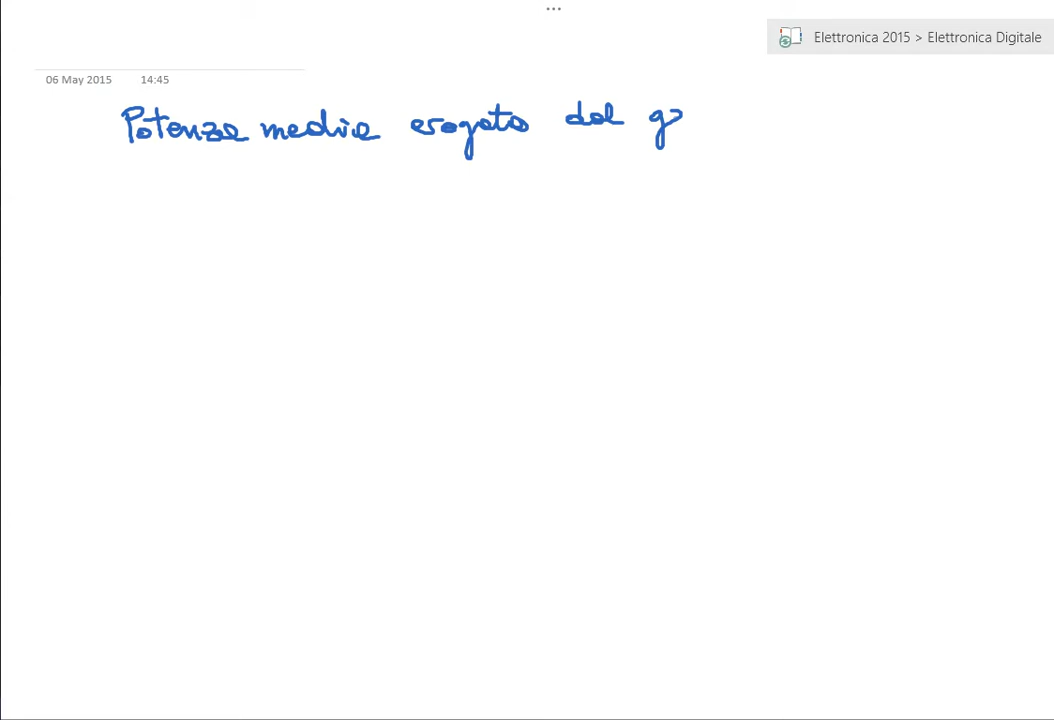 ...
Elettronica 2015 > Elettronica Digitale
06 May 2015 14:45
Potenza media erogata dal g